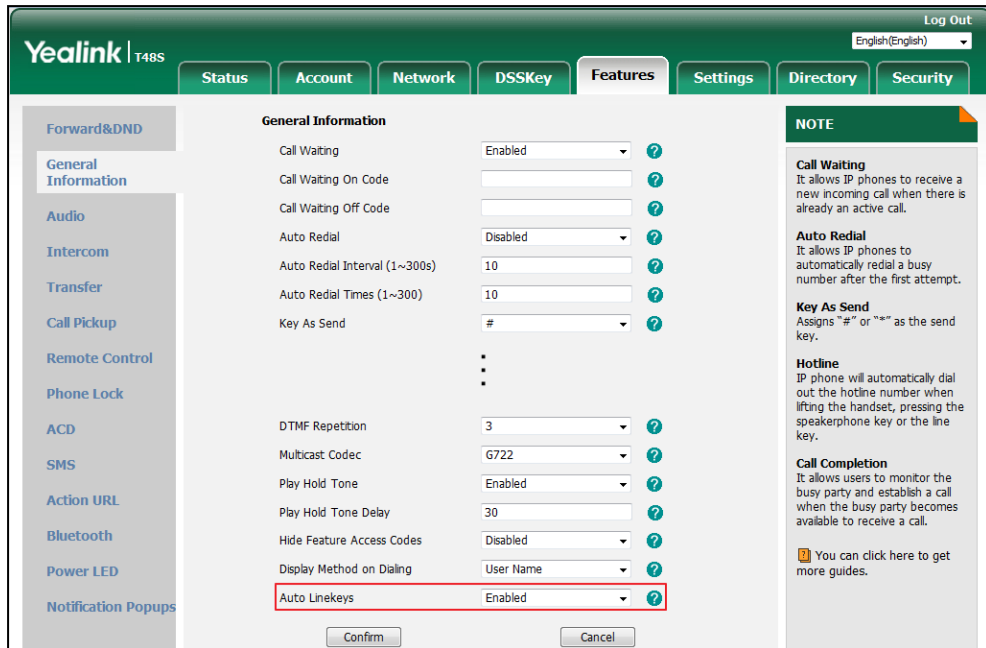 Log Out
Yealink T48S
English(English)
Status Account Network DSSKey Features Settings Directory Security
Forward&DND
General
Information
Audio
Intercom
Transfer
Call Pickup
Remote Control
Phone Lock
ACD
SMS
Action URL
Bluetooth
Power LED
Notification Popups
General Information
Call Waiting Enabled ?
Call Waiting On Code ?
Call Waiting Off Code ?
Auto Redial Disabled ?
Auto Redial Interval (1~300s) 10 ?
Auto Redial Times (1~300) 10 ?
Key As Send # ?
DTMF Repetition 3 ?
Multicast Codec G722 ?
Play Hold Tone Enabled ?
Play Hold Tone Delay 30 ?
Hide Feature Access Codes Disabled ?
Display Method on Dialing User Name ?
Auto Linekeys Enabled ?
Confirm Cancel
NOTE
Call Waiting
It allows IP phones to receive a
new incoming call when there is
already an active call.
Auto Redial
It allows IP phones to
automatically redial a busy
number after the first attempt.
Key As Send
Assigns "#" or "*" as the send
key.
Hotline
IP phone will automatically dial
out the hotline number when
lifting the handset, pressing the
speakerphone key or the line
key.
Call Completion
It allows users to monitor the
busy party and establish a call
when the busy party becomes
available to receive a call.
? You can click here to get
more guides.